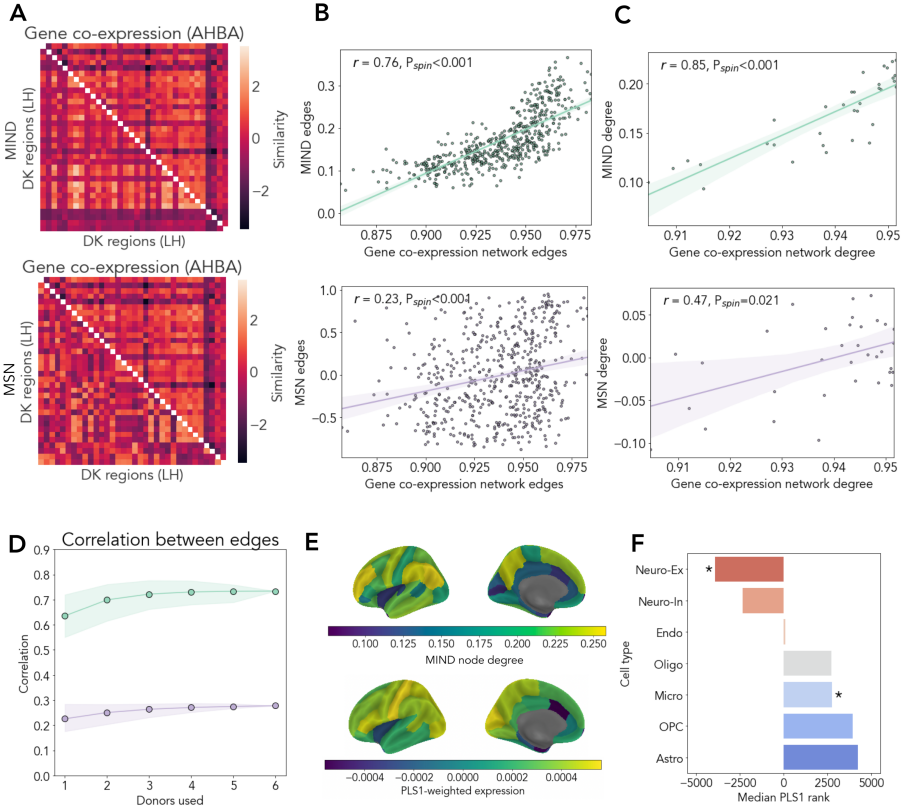 A
Gene co-expression (AHBA)
MIND
DK regions (LH)
DK regions (LH)
2
0
−2
Similarity
Gene co-expression (AHBA)
MSN
DK regions (LH)
DK regions (LH)
2
0
−2
Similarity
B
r = 0.76, Pspin<0.001
MIND edges
0.3
0.2
0.1
0.0
0.875 0.900 0.925 0.950 0.975
Gene co-expression network edges
r = 0.23, Pspin<0.001
MSN edges
1.0
0.5
0.0
−0.5
0.875 0.900 0.925 0.950 0.975
Gene co-expression network edges
C
r = 0.85, Pspin<0.001
MIND degree
0.20
0.15
0.10
0.91 0.92 0.93 0.94 0.95
Gene co-expression network degree
r = 0.47, Pspin=0.021
MSN degree
0.05
0.00
−0.05
−0.10
0.91 0.92 0.93 0.94 0.95
Gene co-expression network degree
D
Correlation between edges
Correlation
0.9
0.8
0.7
0.6
0.5
0.4
0.3
0.2
0.1
0.0
1 2 3 4 5 6
Donors used
E
0.100 0.125 0.150 0.175 0.200 0.225 0.250
MIND node degree
−0.0004 0.0000 0.0004
PLS1-weighted expression
F
Cell type
Neuro-Ex
*
Neuro-In
Endo
Oligo
Micro
*
OPC
Astro
−5000 −2500 0 2500 5000
Median PLS1 rank